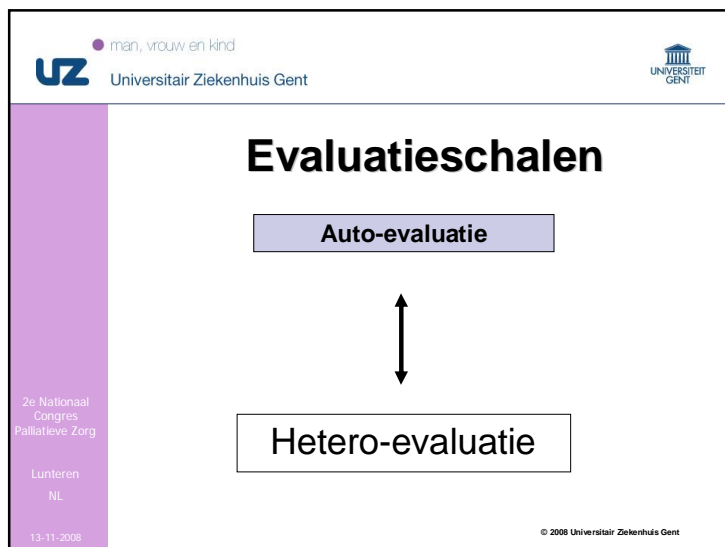 man, vrouw en kind
UZ
Universitair Ziekenhuis Gent
UNIVERSITEIT
GENT
Evaluatieschalen
Auto-evaluatie
Hetero-evaluatie
2e Nationaal
Congres
Palliatieve Zorg
Lunteren
NL
13-11-2008
© 2008 Universitair Ziekenhuis Gent